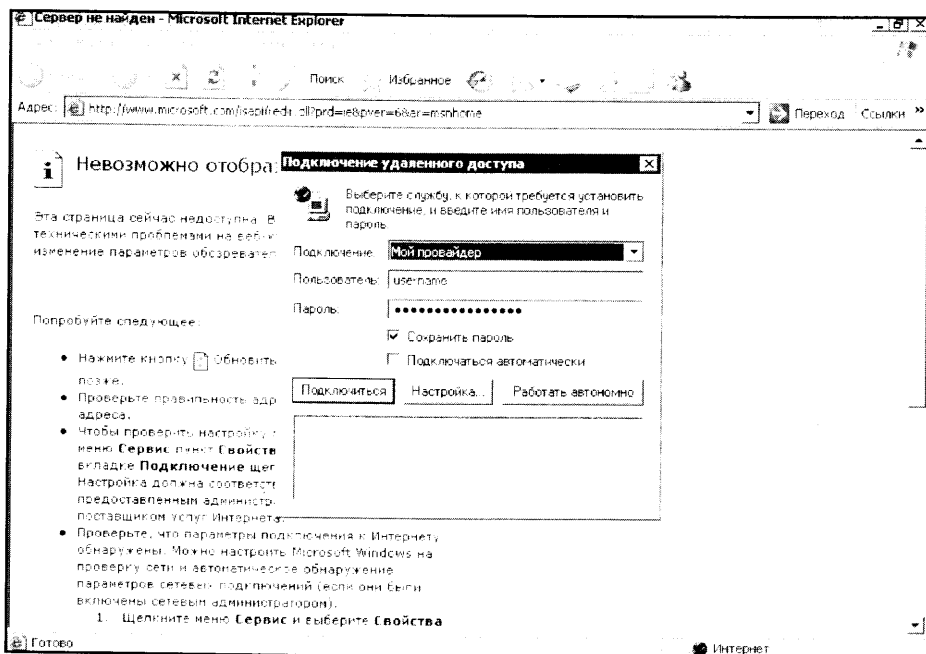 Сервер не найден - Microsoft Internet Explorer
Поиск Избранное
Адрес: http://www.microsoft.com/isapi/redir.dll?prd=ie&pver=6&ar=msnhome Переход Ссылки »
Невозможно отобра
Эта страница сейчас недоступна. В
техническими проблемами на веб-
изменение параметров обозревател
Попробуйте следующее:
Нажмите кнопку Обновить
позже.
Проверьте правильность адр
адреса.
Чтобы проверить настройку
меню Сервис пункт Свойств
вкладке Подключение щел
Настройка должна соответств
предоставленным администр
поставщиком услуг Интернета.
Проверьте, что параметры подключения к Интернету
обнаружены. Можно настроить Microsoft Windows на
проверку сети и автоматическое обнаружение
параметров сетевых подключений (если они были
включены сетевым администратором).
1. Щелкните меню Сервис и выберите Свойства
Подключение удаленного доступа
Выберите службу, к которой требуется установить
подключение, и введите имя пользователя и
пароль
Подключение: Мой провайдер
Пользователь: username
Пароль: ••••••••••••••••
Сохранить пароль
Подключаться автоматически
Подключиться Настройка... Работать автономно
Готово Интернет